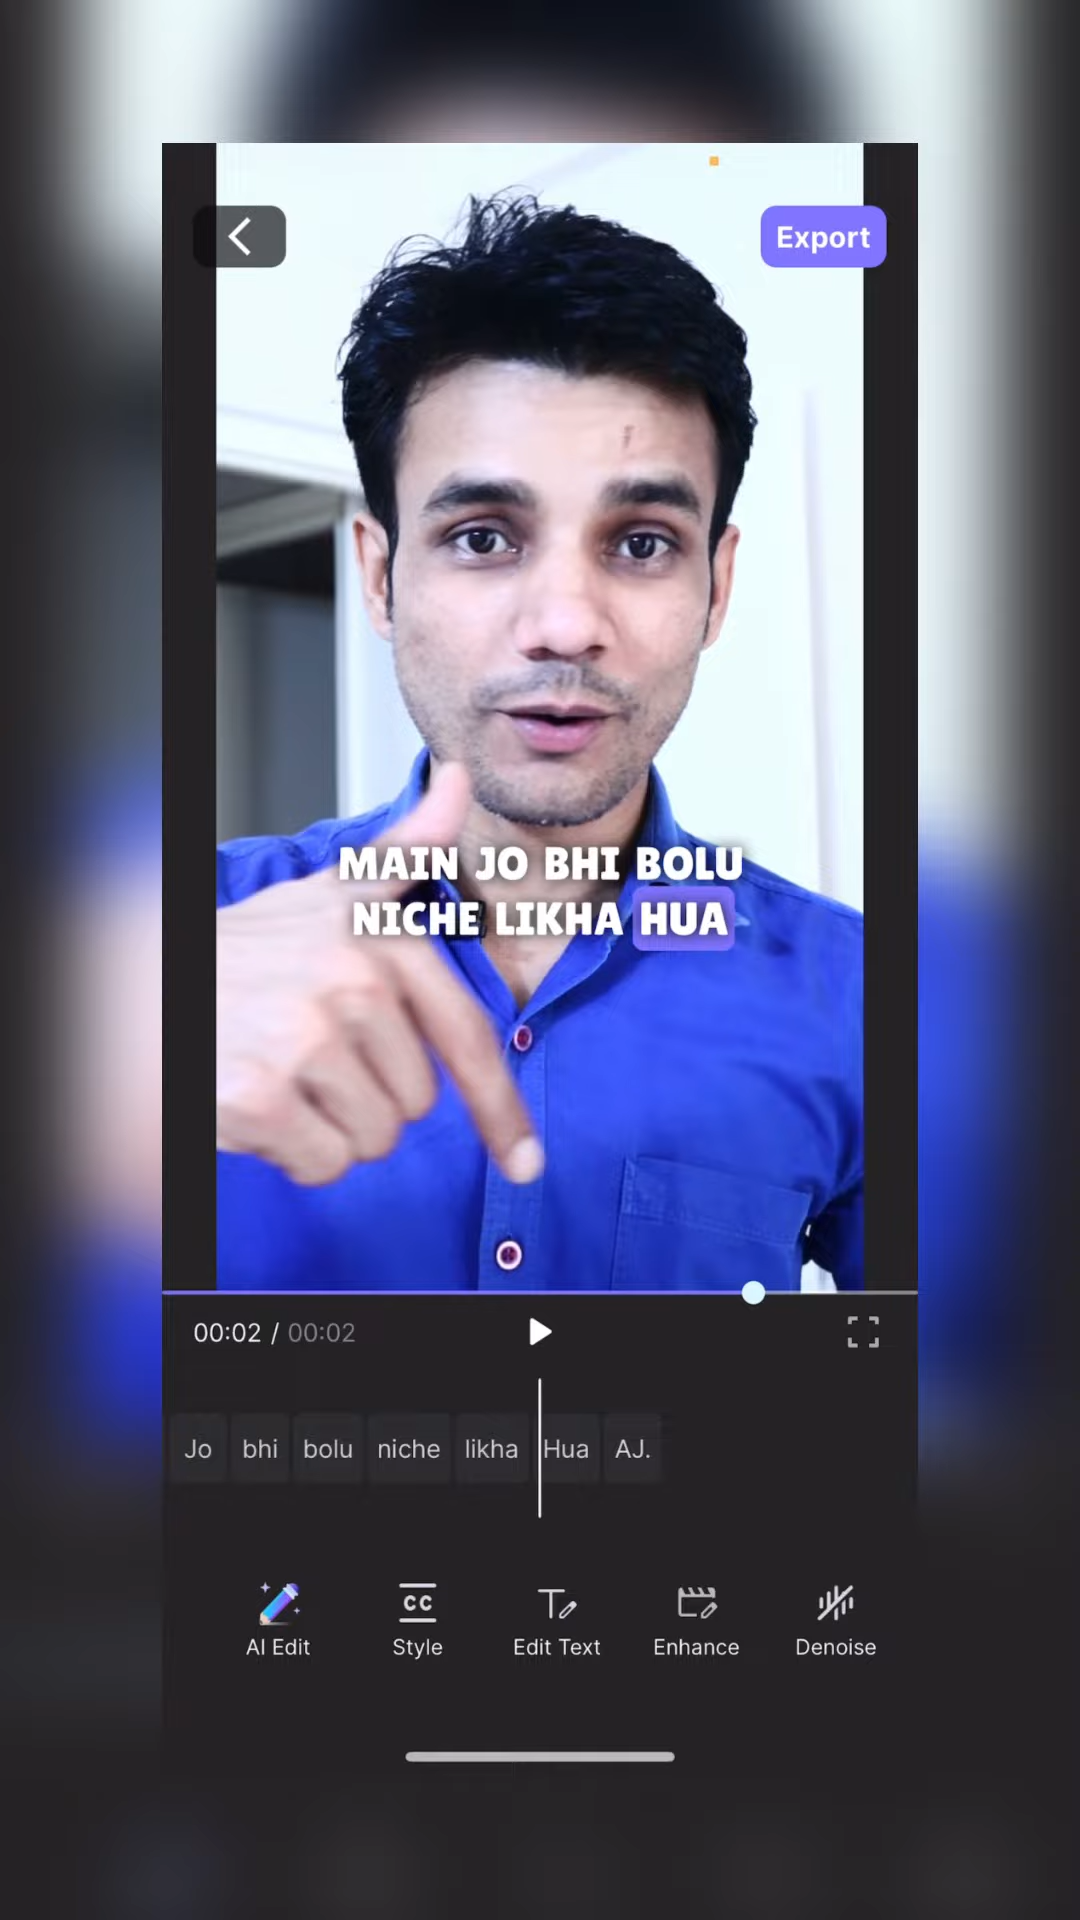 Export
MAIN JO BHI BOLU
NICHE LIKHA HUA
00:02 / 00:02
Jo bhi bolu niche likha Hua AJ.
CC
AI Edit Style Edit Text Enhance Denoise